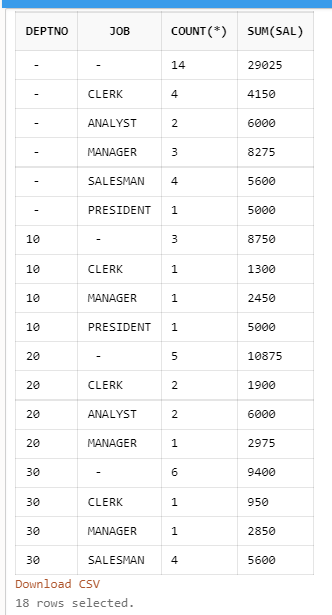 DEPTNO JOB COUNT(*) SUM(SAL)
- - 14 29025
- CLERK 4 4150
- ANALYST 2 6000
- MANAGER 3 8275
- SALESMAN 4 5600
- PRESIDENT 1 5000
10 - 3 8750
10 CLERK 1 1300
10 MANAGER 1 2450
10 PRESIDENT 1 5000
20 - 5 10875
20 CLERK 2 1900
20 ANALYST 2 6000
20 MANAGER 1 2975
30 - 6 9400
30 CLERK 1 950
30 MANAGER 1 2850
30 SALESMAN 4 5600
Download CSV
18 rows selected.